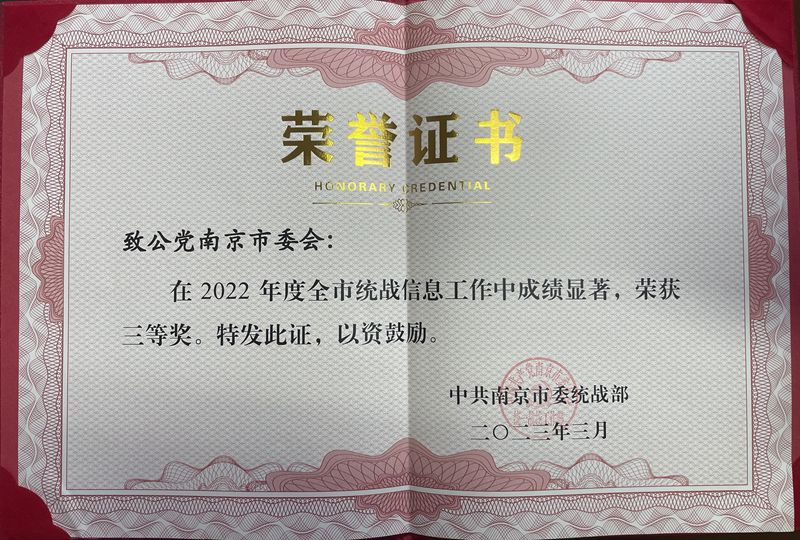 荣誉证书
HONORARY CREDENTIAL
致公党南京市委会：
在 2022 年度全市统战信息工作中成绩显著，荣获
三等奖。特发此证，以资鼓励。
中共南京市委统战部
二〇二三年三月